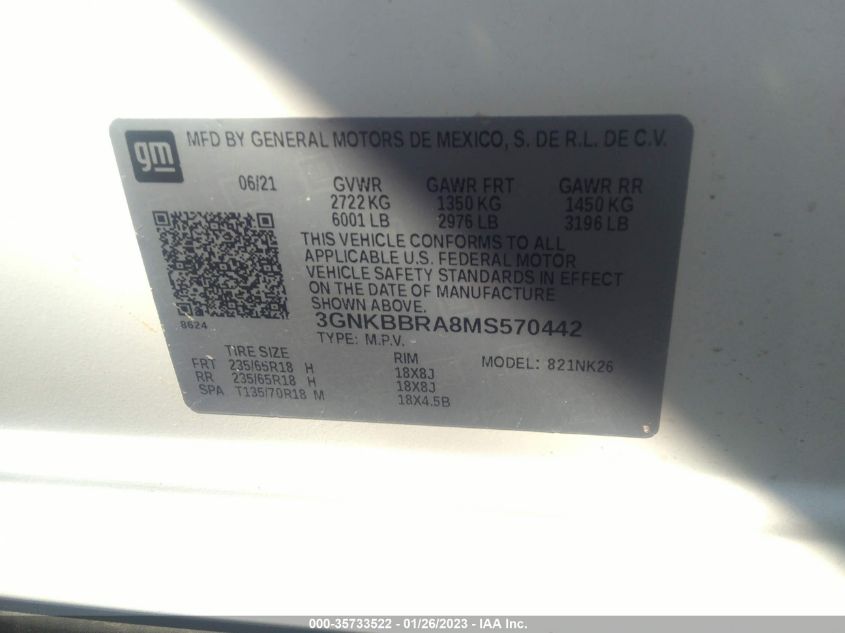 gm
MFD BY GENERAL MOTORS DE MEXICO, S. DE R.L. DE C.V.
06/21 GVWR GAWR FRT GAWR RR
2722 KG 1350 KG 1450 KG
6001 LB 2976 LB 3196 LB
THIS VEHICLE CONFORMS TO ALL
APPLICABLE U.S. FEDERAL MOTOR
VEHICLE SAFETY STANDARDS IN EFFECT
ON THE DATE OF MANUFACTURE
SHOWN ABOVE.
8624
3GNKBBRA8MS570442
TYPE: M.P.V.
TIRE SIZE RIM MODEL: 821NK26
FRT 235/65R18 H 18X8J
RR 235/65R18 H 18X8J
SPA T135/70R18 M 18X4.5B
000-35733522 - 01/26/2023 - IAA Inc.